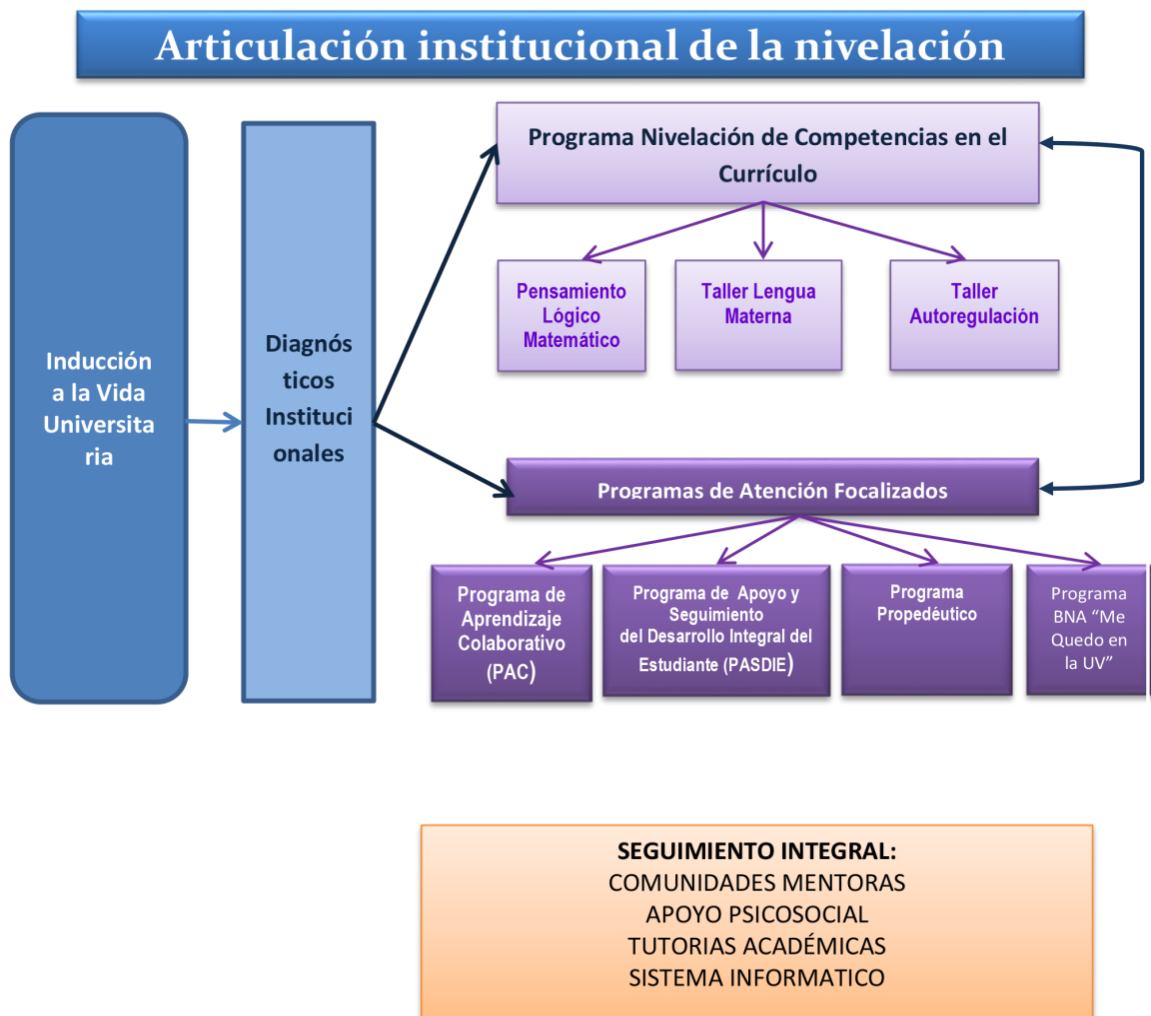 Articulación institucional de la nivelación
Inducción
a la Vida
Universita
ria
Diagnós
ticos
Instituci
onales
Programa Nivelación de Competencias en el
Currículo
Pensamiento
Lógico
Matemático
Taller Lengua
Materna
Taller
Autoregulación
Programas de Atención Focalizados
Programa de
Aprendizaje
Colaborativo
(PAC)
Programa de Apoyo y
Seguimiento
del Desarrollo Integral del
Estudiante (PASDIE)
Programa
Propedéutico
Programa
BNA “Me
Quedo en
la UV”
SEGUIMIENTO INTEGRAL:
COMUNIDADES MENTORAS
APOYO PSICOSOCIAL
TUTORIAS ACADÉMICAS
SISTEMA INFORMATICO